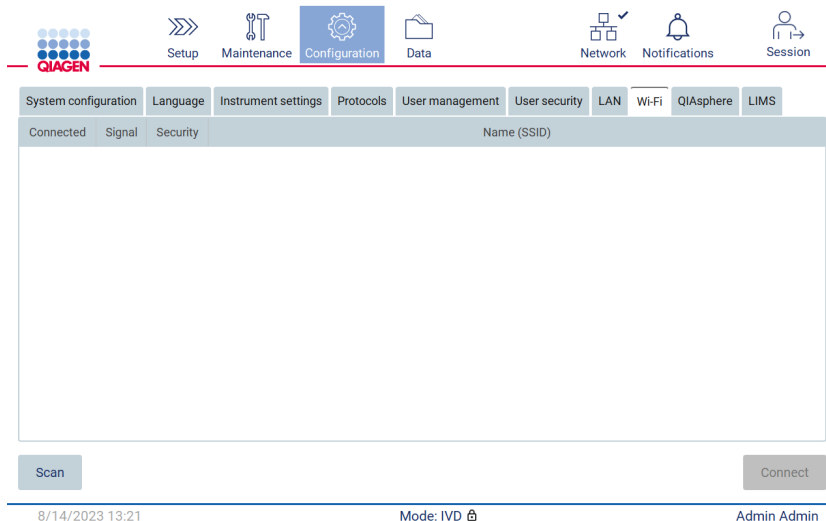 QIAGEN
Setup Maintenance Configuration Data Network Notifications Session
System configuration Language Instrument settings Protocols User management User security LAN Wi-Fi QIAsphere LIMS
Connected Signal Security Name (SSID)
Scan Connect
8/14/2023 13:21 Mode: IVD Admin Admin